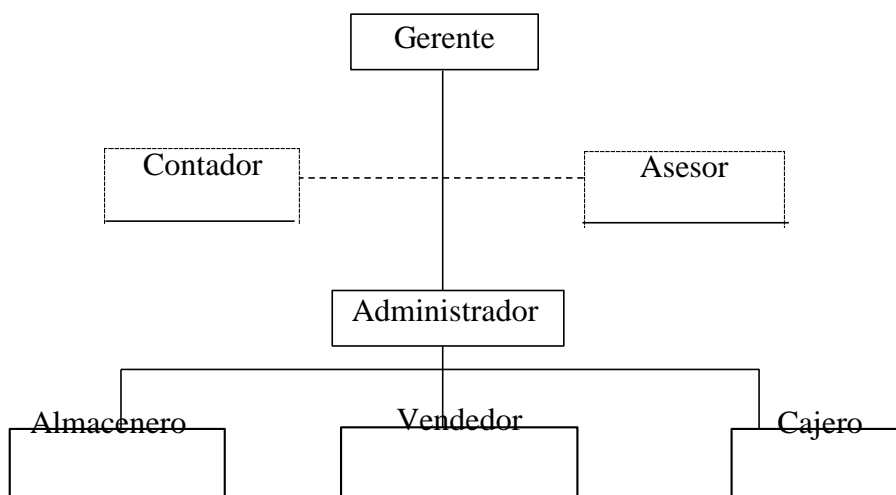 Gerente
Contador
Asesor
Administrador
Almacenero
Vendedor
Cajero